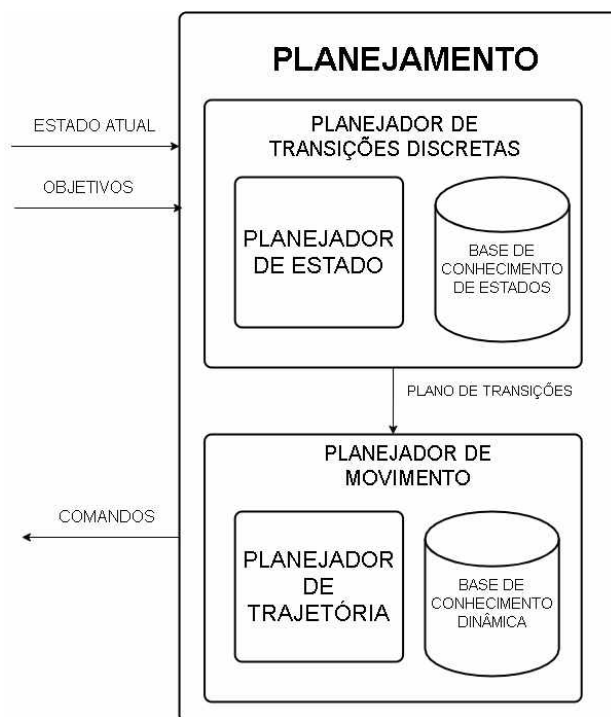 PLANEJAMENTO
ESTADO ATUAL
OBJETIVOS
PLANEJADOR DE
TRANSIÇÕES DISCRETAS
PLANEJADOR
DE ESTADO
BASE DE
CONHECIMENTO
DE ESTADOS
PLANO DE TRANSIÇÕES
PLANEJADOR DE
MOVIMENTO
COMANDOS
PLANEJADOR
DE
TRAJETÓRIA
BASE DE
CONHECIMENTO
DINÂMICA